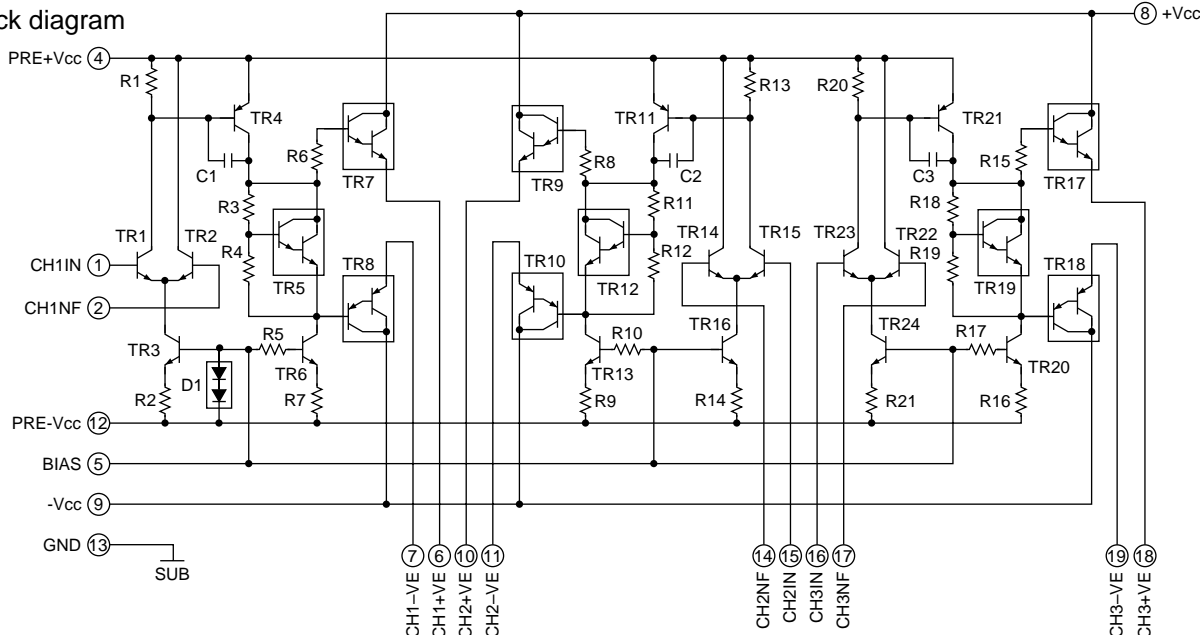 ck diagram
8 +Vcc
PRE+Vcc 4
R1
TR4
R6
TR7
C1
R3
TR1
TR2
R4
CH1IN 1
TR5
TR8
CH1NF 2
TR3
R5
TR6
D1
R2
R7
TR9
R8
TR11
R13
C2
R11
TR14
TR15
R12
TR10
TR12
TR16
R10
TR13
R9
R14
R20
TR21
R15
TR17
C3
R18
TR23
TR22
R19
TR19
TR18
TR24
R17
TR20
R21
R16
PRE-Vcc 12
BIAS 5
-Vcc 9
GND 13
SUB
7 CH1–VE
6 CH1+VE
10 CH2+VE
11 CH2–VE
14 CH2NF
15 CH2IN
16 CH3IN
17 CH3NF
19 CH3–VE
18 CH3+VE